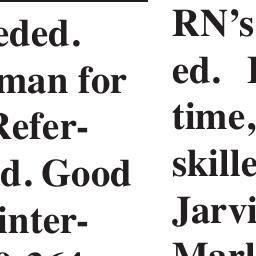 eded.
man for
Refer-
d. Good
inter-
RN's
ed.
time,
skille
Jarvi